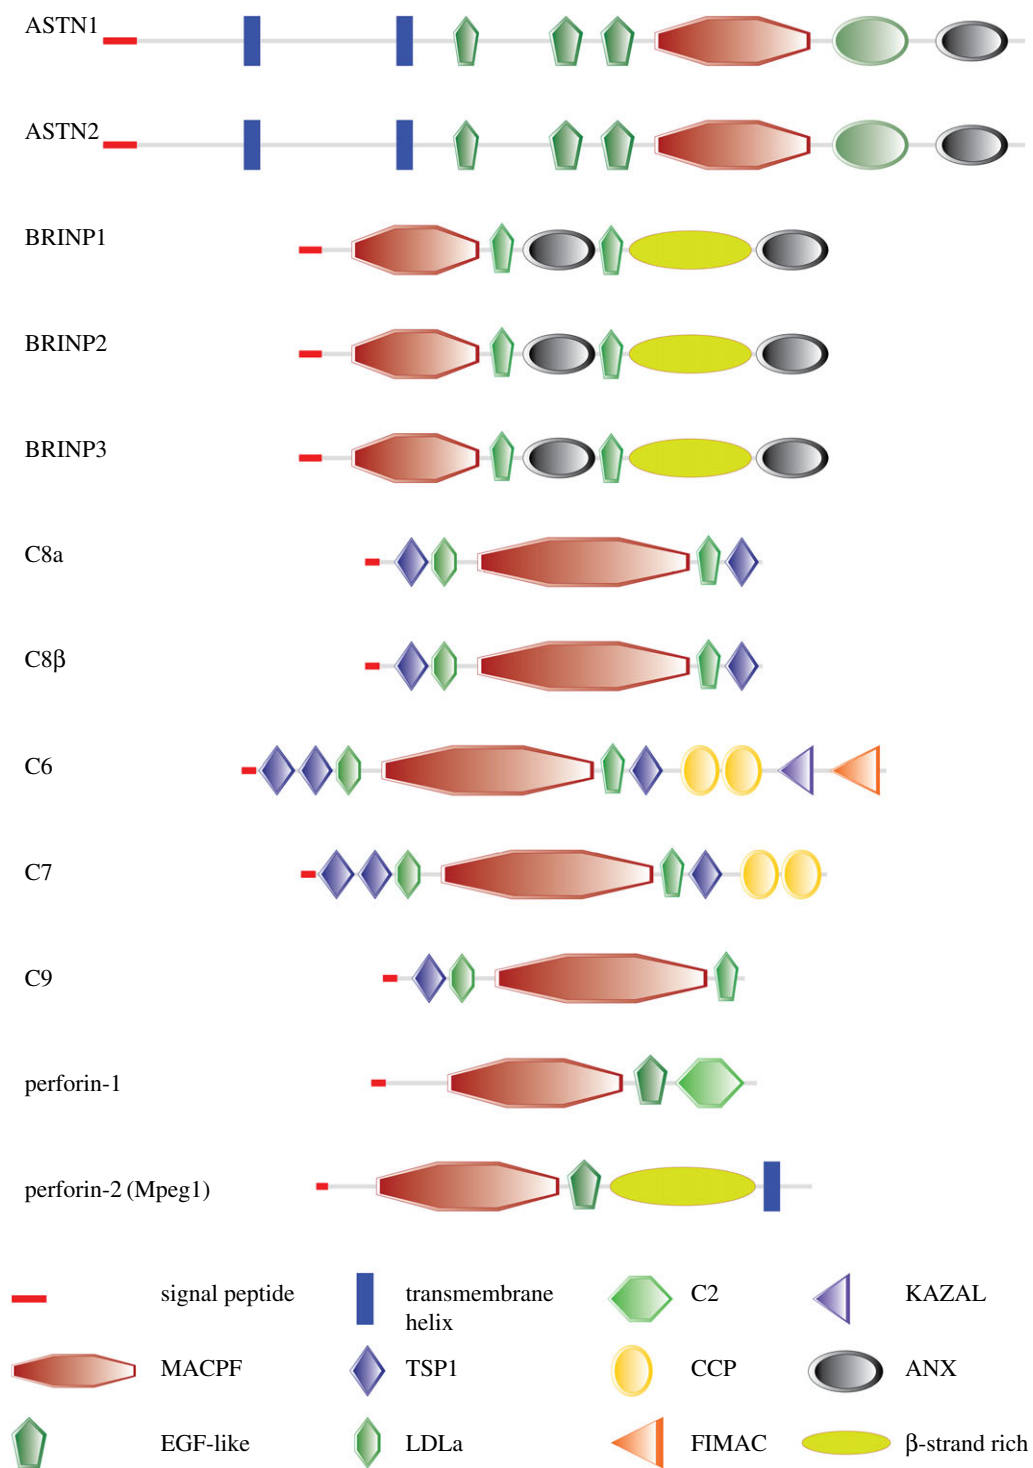 ASTN1
ASTN2
BRINP1
BRINP2
BRINP3
C8a
C8β
C6
C7
C9
perforin-1
perforin-2 (Mpeg1)
signal peptide
transmembrane
helix
C2
KAZAL
MACPF
TSP1
CCP
ANX
EGF-like
LDLa
FIMAC
β-strand rich